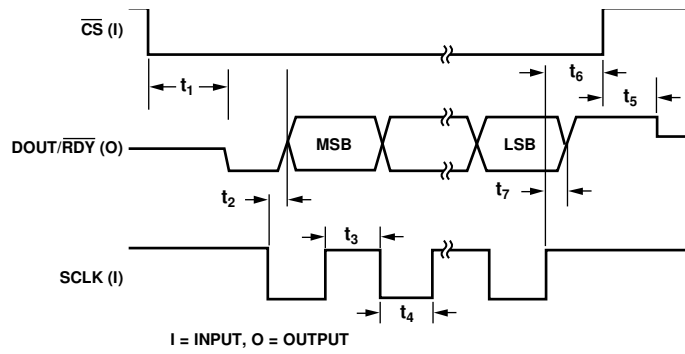 CS (I)
t1
t6
t5
DOUT/RDY (O)
MSB
LSB
t2
t7
t3
SCLK (I)
t4
I = INPUT, O = OUTPUT